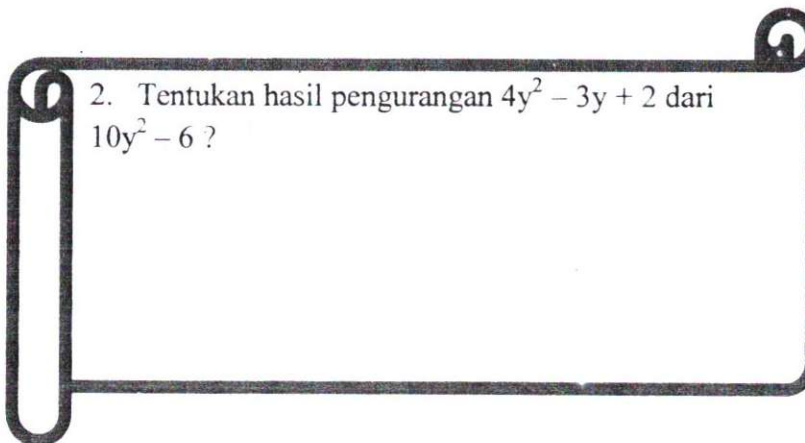 2. Tentukan hasil pengurangan 4y² – 3y + 2 dari
10y² – 6 ?